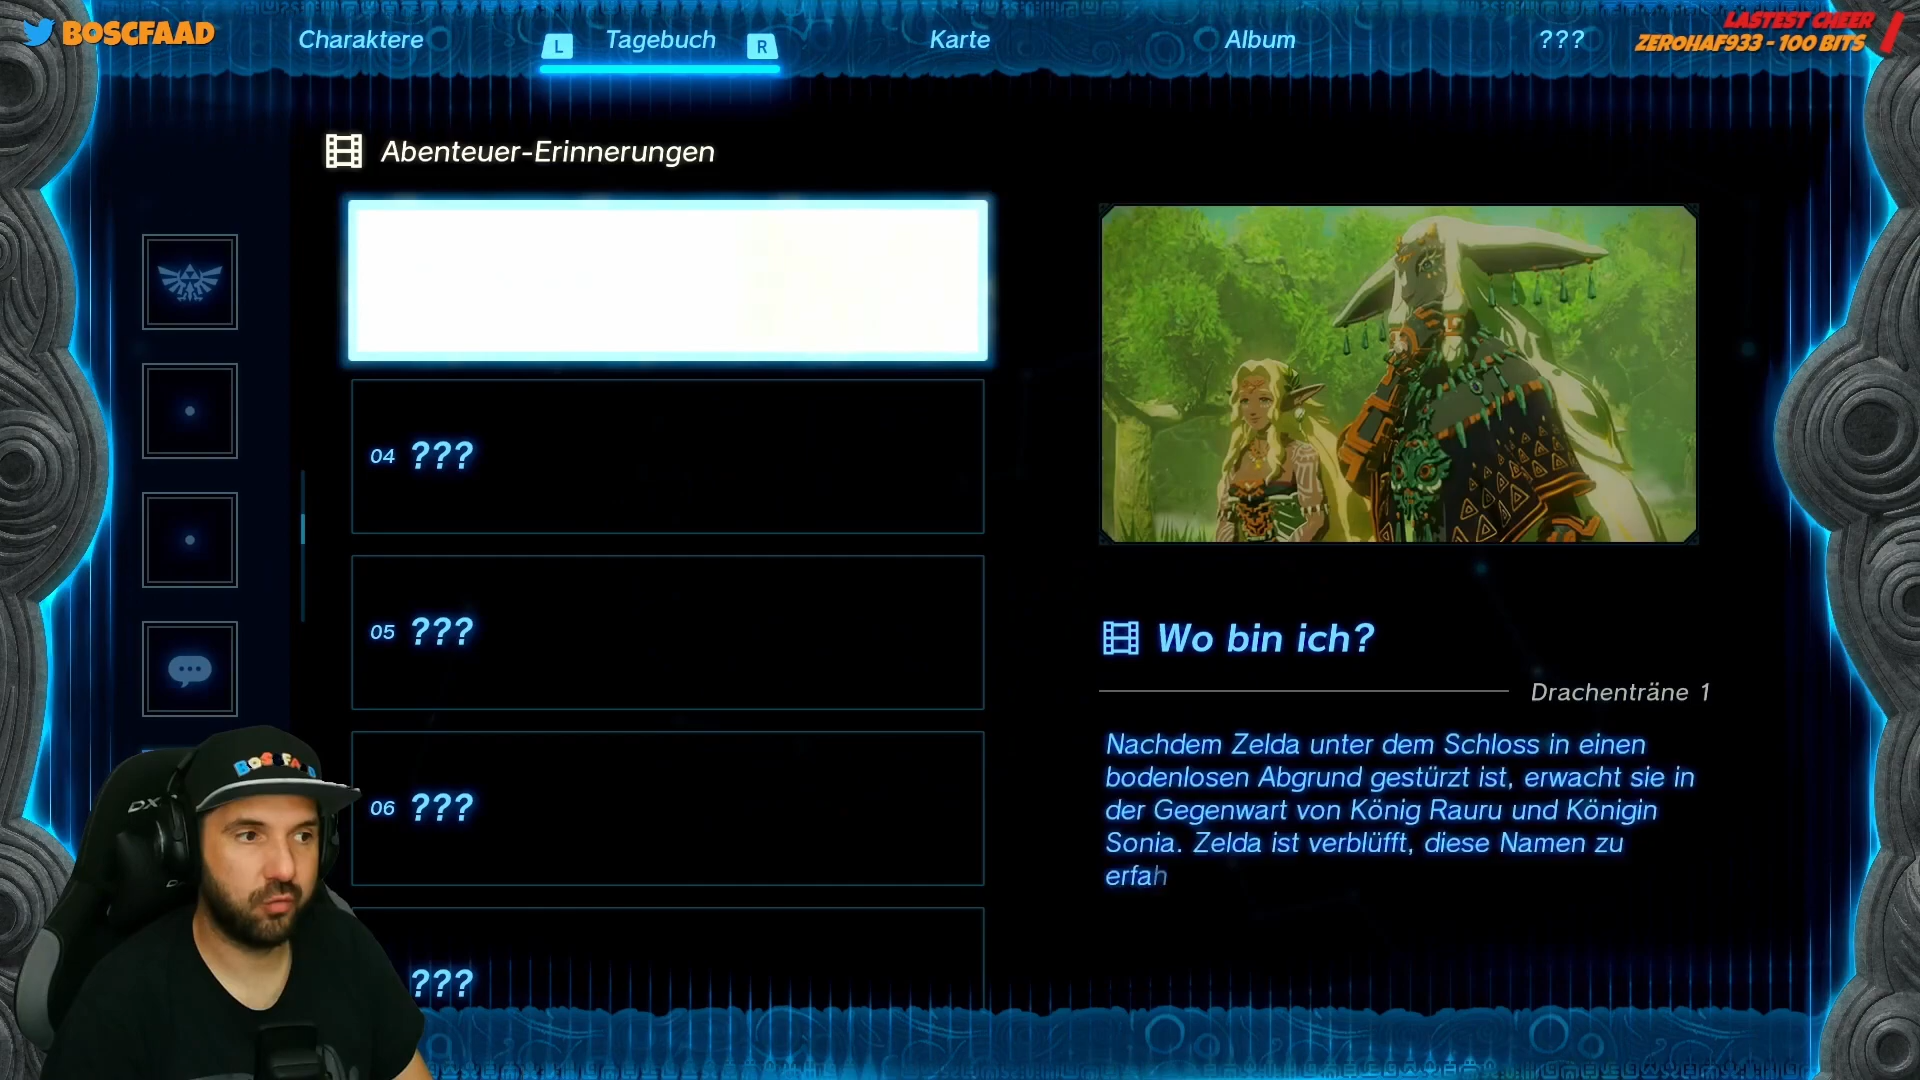 BOSCFAAD
Charaktere
L
Tagebuch
R
Karte
Album
???
LASTEST CHEER
ZEROHAF933 - 100 BITS
Abenteuer-Erinnerungen
04 ???
05 ???
06 ???
???
Wo bin ich?
Drachenträne 1
Nachdem Zelda unter dem Schloss in einen
bodenlosen Abgrund gestürzt ist, erwacht sie in
der Gegenwart von König Rauru und Königin
Sonia. Zelda ist verblüfft, diese Namen zu
erfah
BOSCFAAD
DX